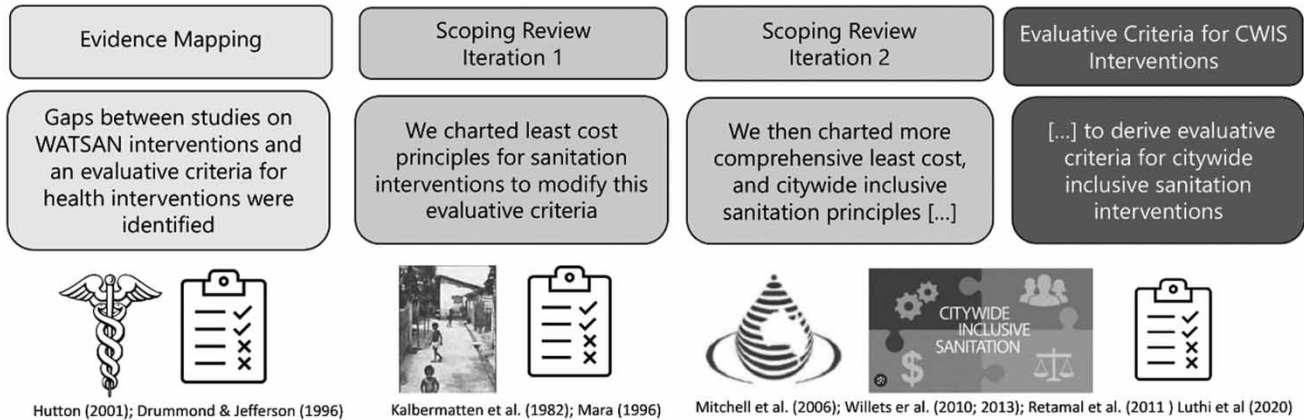 Evidence Mapping
Scoping Review
Iteration 1
Scoping Review
Iteration 2
Evaluative Criteria for CWIS
Interventions
Gaps between studies on
WATSAN interventions and
an evaluative criteria for
health interventions were
identified
We charted least cost
principles for sanitation
interventions to modify this
evaluative criteria
We then charted more
comprehensive least cost,
and citywide inclusive
sanitation principles [...]
[...] to derive evaluative
criteria for citywide
inclusive sanitation
interventions
CITYWIDE
INCLUSIVE
SANITATION
$
Hutton (2001); Drummond & Jefferson (1996)
Kalbermatten et al. (1982); Mara (1996)
Mitchell et al. (2006); Willets er al. (2010; 2013); Retamal et al. (2011 ) Luthi et al (2020)